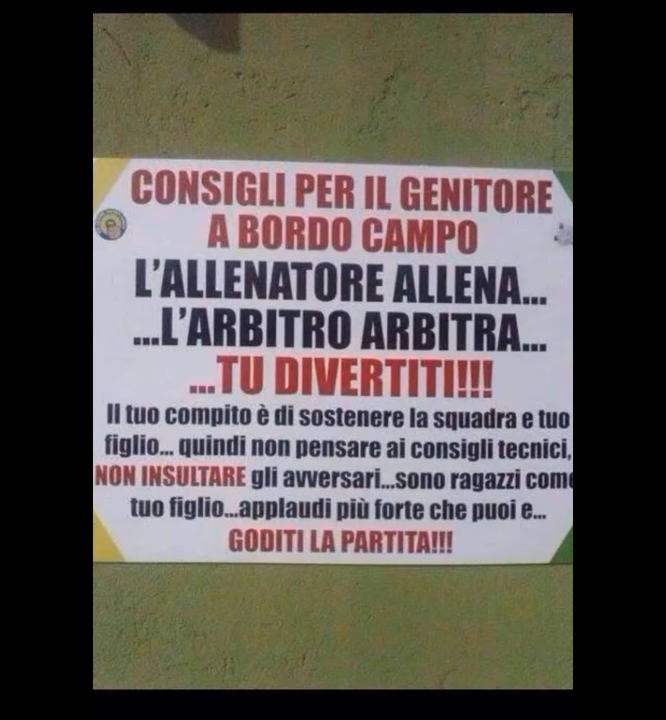 CONSIGLI PER IL GENITORE
A BORDO CAMPO
L'ALLENATORE ALLENA...
...L'ARBITRO ARBITRA...
...TU DIVERTITI!!!
Il tuo compito è di sostenere la squadra e tuo
figlio... quindi non pensare ai consigli tecnici,
NON INSULTARE gli avversari...sono ragazzi come
tuo figlio...applaudi più forte che puoi e...
GODITI LA PARTITA!!!